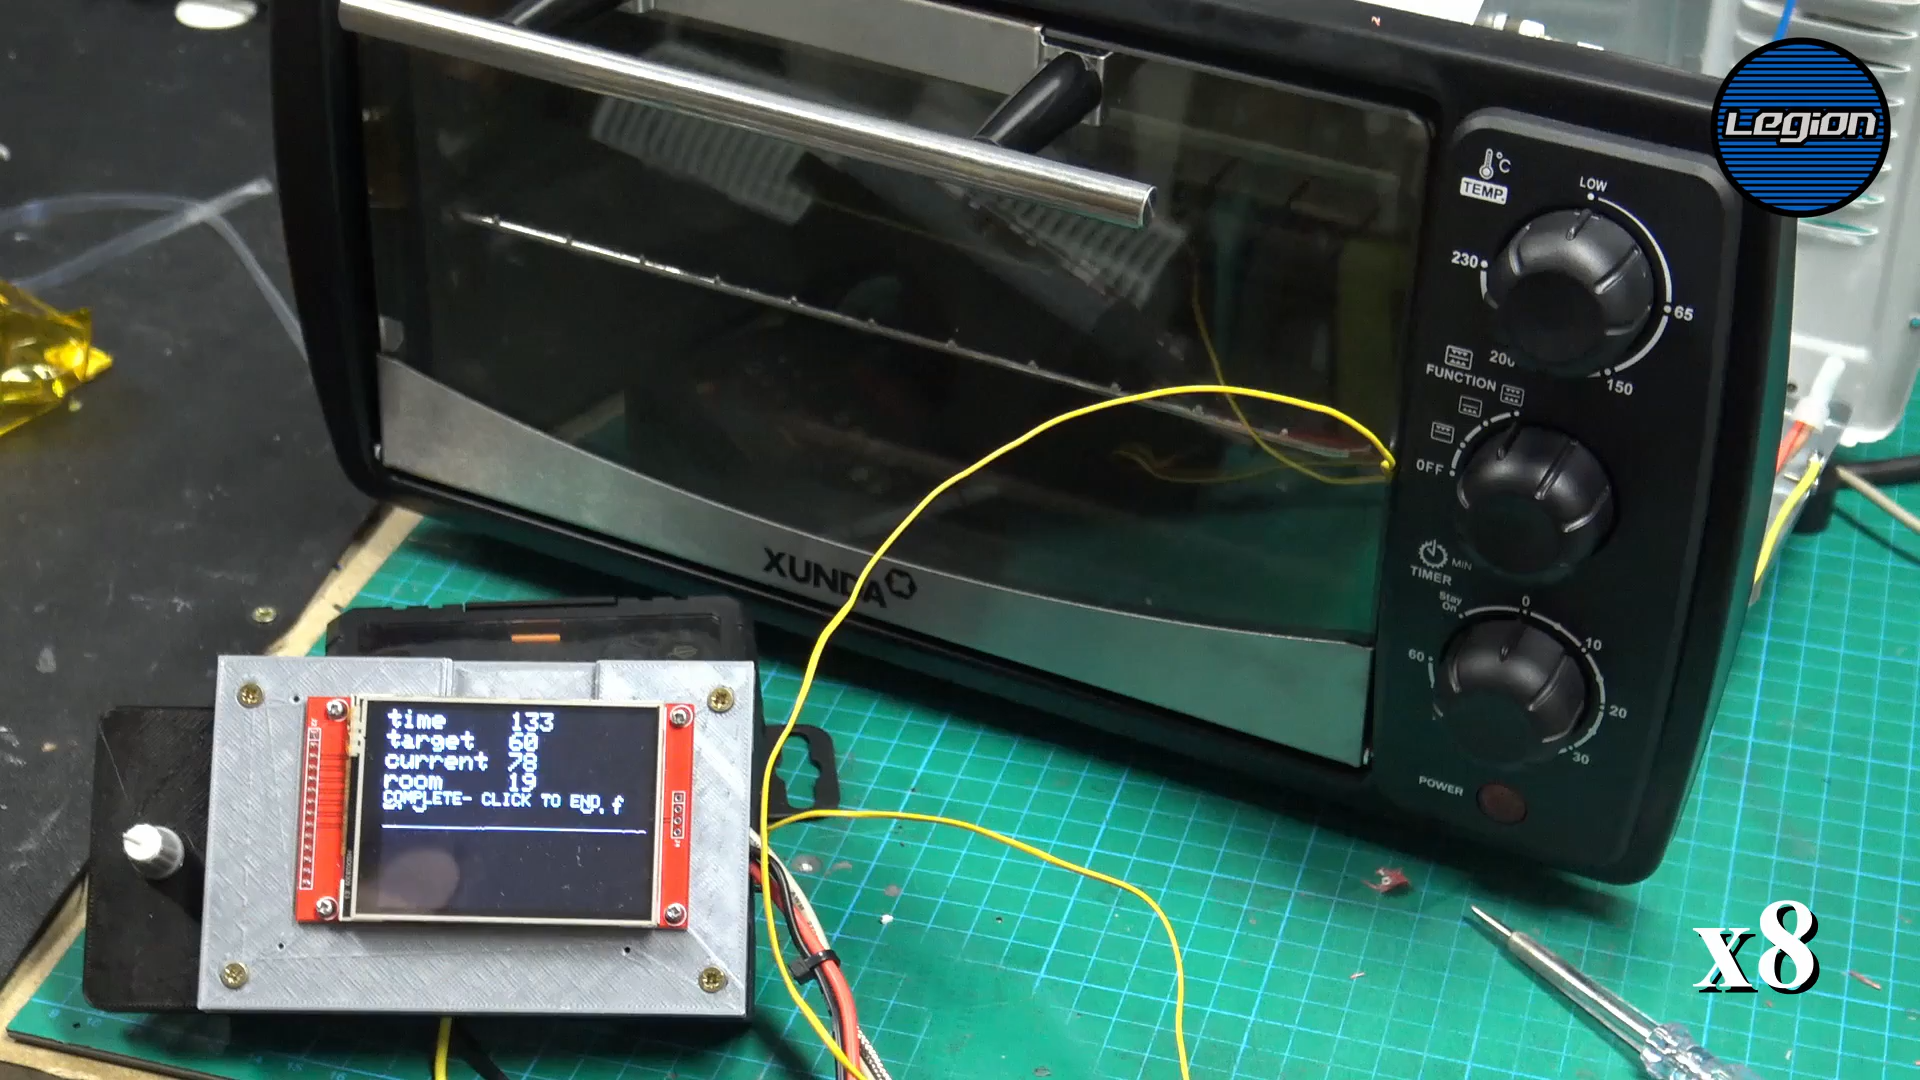 Legion
°C
TEMP.
LOW
230
65
200
150
FUNCTION
OFF
MIN
TIMER
Stay
On
0
10
60
20
30
POWER
XUNDA
time 133
target 60
current 78
room 19
COMPLETE- CLICK TO END.
x8